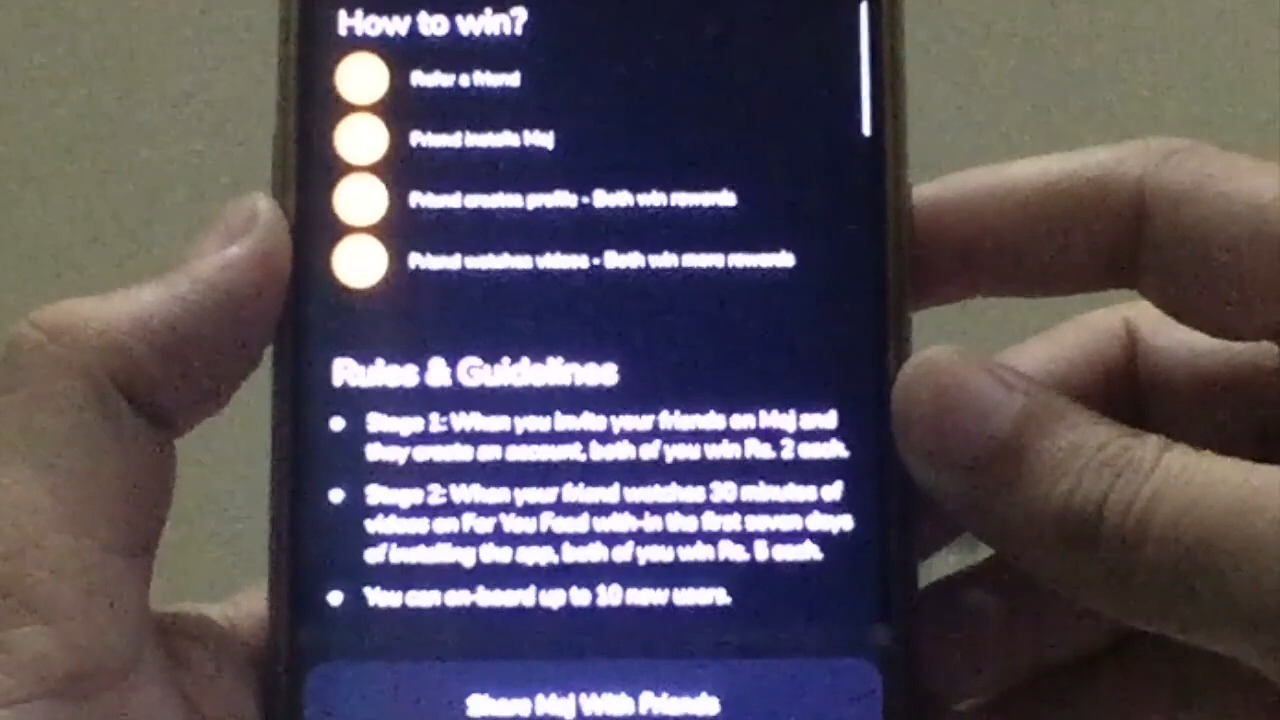 How to win?
Refer a friend
Friend installs Moj
Friend creates profile - Both win rewards
Friend watches videos - Both win more rewards
Rules & Guidelines
Stage 1: When you invite your friends on Moj and
they create an account, both of you win Rs. 2 each.
Stage 2: When your friend watches 30 minutes of
videos on For You Feed with-in the first seven days
of installing the app, both of you win Rs. 5 each.
You can on-board up to 10 new users.
Share Moj With Friends